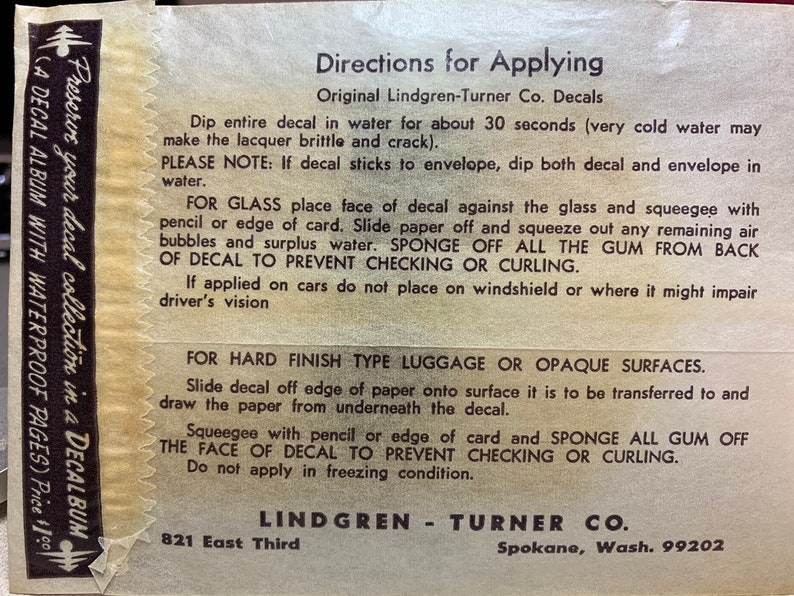 Preserve your decal collection in a DECALBUM
(A DECAL ALBUM WITH WATERPROOF PAGES) Price $1.00
Directions for Applying
Original Lindgren-Turner Co. Decals
Dip entire decal in water for about 30 seconds (very cold water may
make the lacquer brittle and crack).
PLEASE NOTE: If decal sticks to envelope, dip both decal and envelope in
water.
FOR GLASS place face of decal against the glass and squeegee with
pencil or edge of card. Slide paper off and squeeze out any remaining air
bubbles and surplus water. SPONGE OFF ALL THE GUM FROM BACK
OF DECAL TO PREVENT CHECKING OR CURLING.
If applied on cars do not place on windshield or where it might impair
driver's vision
FOR HARD FINISH TYPE LUGGAGE OR OPAQUE SURFACES.
Slide decal off edge of paper onto surface it is to be transferred to and
draw the paper from underneath the decal.
Squeegee with pencil or edge of card and SPONGE ALL GUM OFF
THE FACE OF DECAL TO PREVENT CHECKING OR CURLING.
Do not apply in freezing condition.
LINDGREN - TURNER CO.
821 East Third Spokane, Wash. 99202